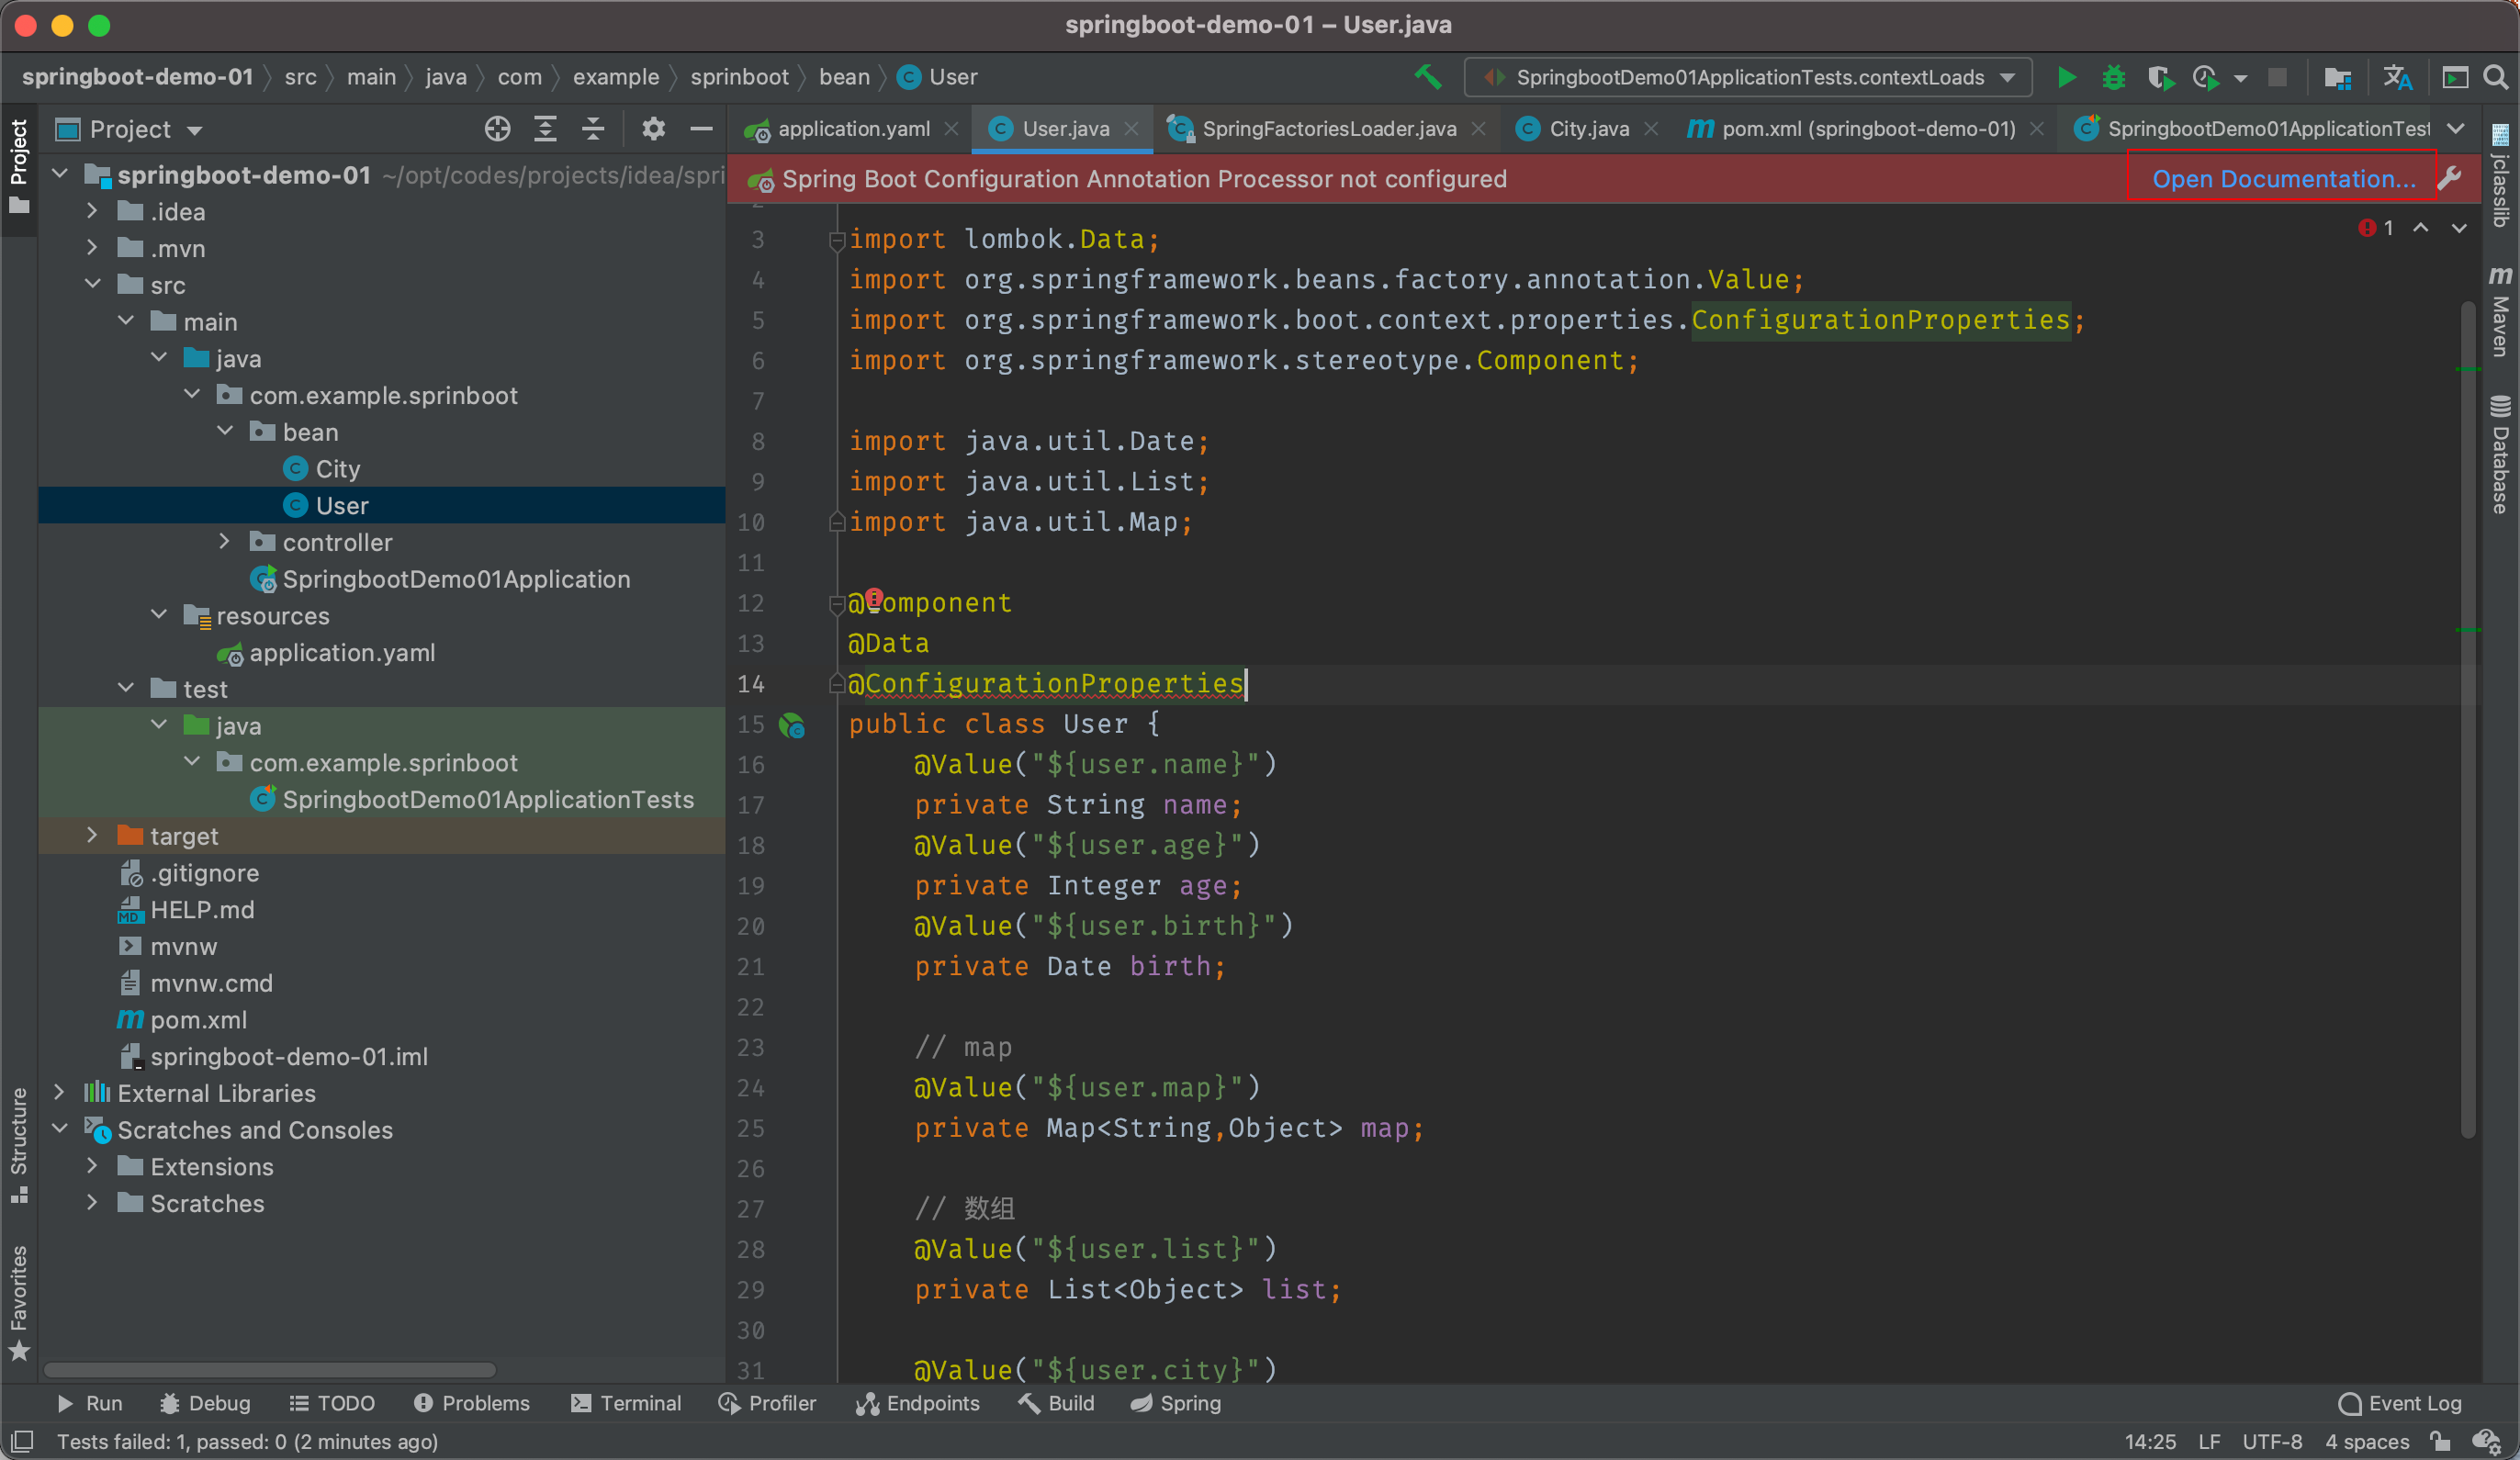 springboot-demo-01 – User.java
springboot-demo-01 src main java com example sprinboot bean User
SpringbootDemo01ApplicationTests.contextLoads
Project
application.yaml
User.java
SpringFactoriesLoader.java
City.java
pom.xml (springboot-demo-01)
SpringbootDemo01ApplicationTest
Spring Boot Configuration Annotation Processor not configured
Open Documentation...
Project
Structure
Favorites
springboot-demo-01 ~/opt/codes/projects/idea/spri
.idea
.mvn
src
main
java
com.example.sprinboot
bean
City
User
controller
SpringbootDemo01Application
resources
application.yaml
test
java
com.example.sprinboot
SpringbootDemo01ApplicationTests
target
.gitignore
HELP.md
mvnw
mvnw.cmd
pom.xml
springboot-demo-01.iml
External Libraries
Scratches and Consoles
Extensions
Scratches
1
3 import lombok.Data;
4 import org.springframework.beans.factory.annotation.Value;
5 import org.springframework.boot.context.properties.ConfigurationProperties;
6 import org.springframework.stereotype.Component;
7
8 import java.util.Date;
9 import java.util.List;
10 import java.util.Map;
11
12 @Component
13 @Data
14 @ConfigurationProperties
15 public class User {
16 @Value("${user.name}")
17 private String name;
18 @Value("${user.age}")
19 private Integer age;
20 @Value("${user.birth}")
21 private Date birth;
22
23 // map
24 @Value("${user.map}")
25 private Map<String,Object> map;
26
27 // 数组
28 @Value("${user.list}")
29 private List<Object> list;
30
31 @Value("${user.city}")
jclasslib
Maven
Database
Run Debug TODO Problems Terminal Profiler Endpoints Build Spring Event Log
Tests failed: 1, passed: 0 (2 minutes ago) 14:25 LF UTF-8 4 spaces